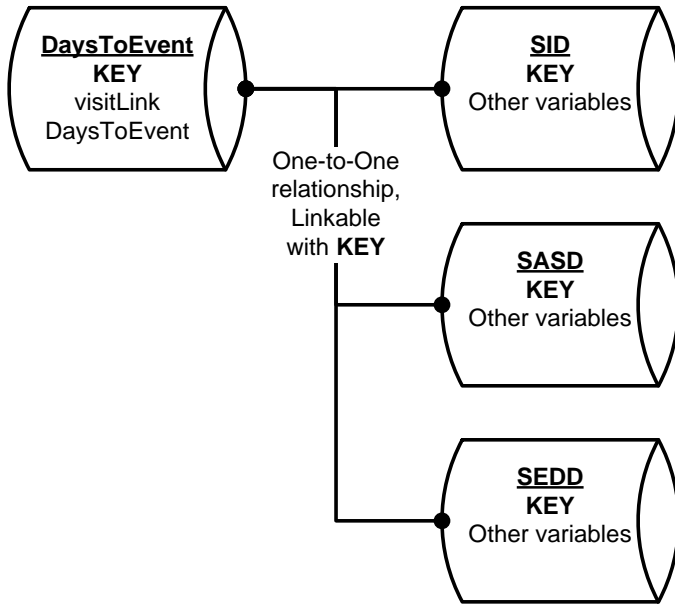 DaysToEvent
KEY
visitLink
DaysToEvent
SID
KEY
Other variables
One-to-One
relationship,
Linkable
with KEY
SASD
KEY
Other variables
SEDD
KEY
Other variables